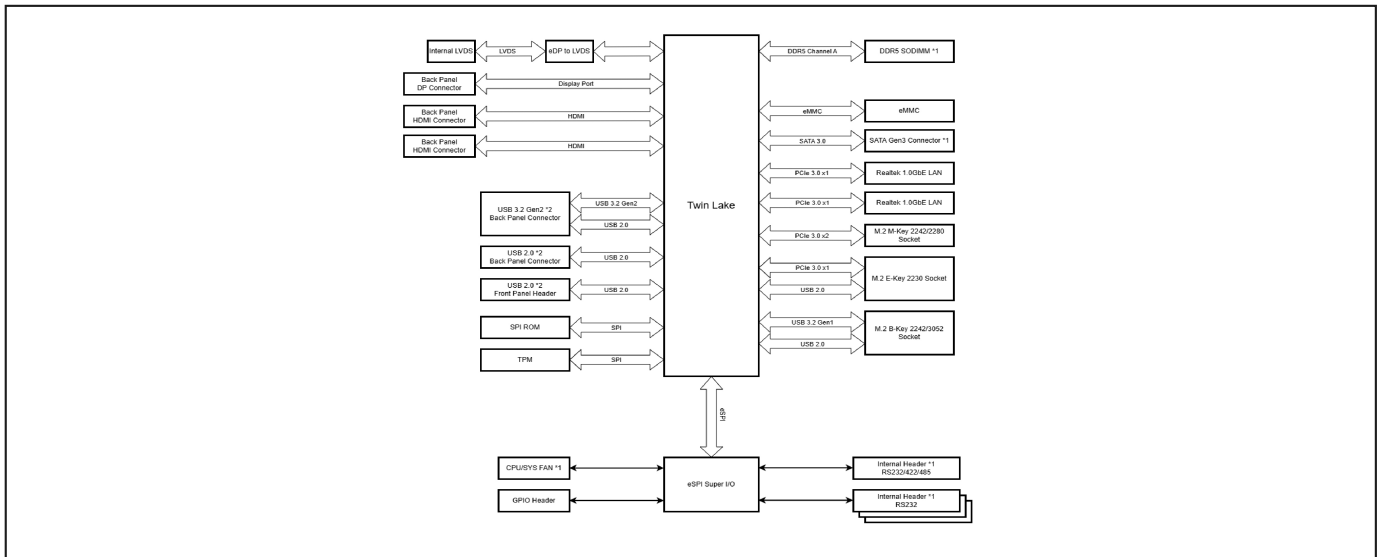 Internal LVDS
LVDS
eDP to LVDS
Back Panel
DP Connector
Display Port
Back Panel
HDMI Connector
HDMI
Back Panel
HDMI Connector
HDMI
USB 3.2 Gen2 *2
Back Panel Connector
USB 3.2 Gen2
USB 2.0
USB 2.0 *2
Back Panel Connector
USB 2.0
USB 2.0 *2
Front Panel Header
USB 2.0
SPI ROM
SPI
TPM
SPI
Twin Lake
DDR5 Channel A
DDR5 SODIMM *1
eMMC
eMMC
SATA 3.0
SATA Gen3 Connector *1
PCIe 3.0 x1
Realtek 1.0GbE LAN
PCIe 3.0 x1
Realtek 1.0GbE LAN
PCIe 3.0 x2
M.2 M-Key 2242/2280
Socket
PCIe 3.0 x1
USB 2.0
M.2 E-Key 2230 Socket
USB 3.2 Gen1
USB 2.0
M.2 B-Key 2242/3052
Socket
eSPI
CPU/SYS FAN *1
GPIO Header
eSPI Super I/O
Internal Header *1
RS232/422/485
Internal Header *1
RS232